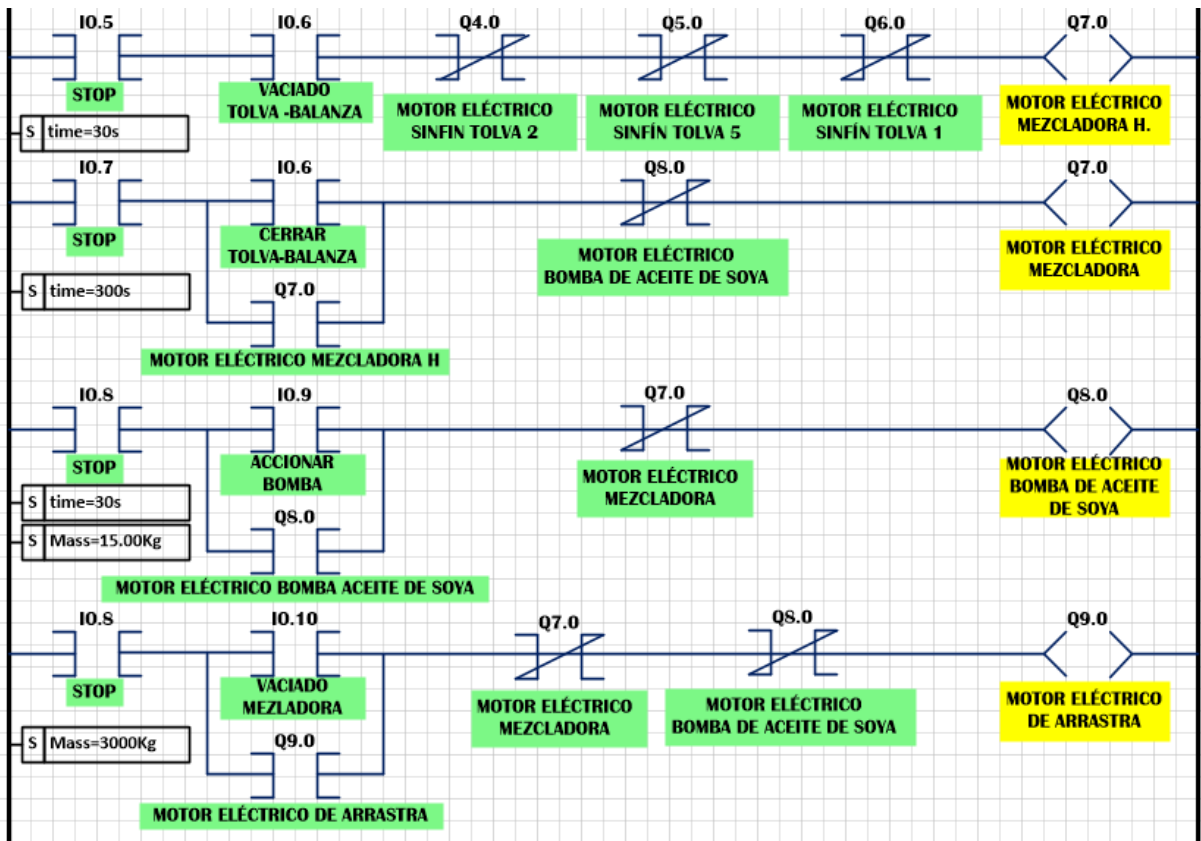 I0.5 I0.6 Q4.0 Q5.0 Q6.0 Q7.0
STOP
VACIADO
TOLVA -BALANZA
MOTOR ELÉCTRICO
SINFIN TOLVA 2
MOTOR ELÉCTRICO
SINFÍN TOLVA 5
MOTOR ELÉCTRICO
SINFÍN TOLVA 1
MOTOR ELÉCTRICO
MEZCLADORA H.
S time=30s
I0.7 I0.6 Q8.0 Q7.0
STOP
CERRAR
TOLVA-BALANZA
MOTOR ELÉCTRICO
BOMBA DE ACEITE DE SOYA
MOTOR ELÉCTRICO
MEZCLADORA
S time=300s
Q7.0
MOTOR ELÉCTRICO MEZCLADORA H
I0.8 I0.9 Q7.0 Q8.0
STOP
ACCIONAR
BOMBA
MOTOR ELÉCTRICO
MEZCLADORA
MOTOR ELÉCTRICO
BOMBA DE ACEITE
DE SOYA
S time=30s
S Mass=15.00Kg
Q8.0
MOTOR ELÉCTRICO BOMBA ACEITE DE SOYA
I0.8 I0.10 Q7.0 Q8.0 Q9.0
STOP
VACIADO
MEZLADORA
MOTOR ELÉCTRICO
MEZCLADORA
MOTOR ELÉCTRICO
BOMBA DE ACEITE DE SOYA
MOTOR ELÉCTRICO
DE ARRASTRA
S Mass=3000Kg
Q9.0
MOTOR ELÉCTRICO DE ARRASTRA